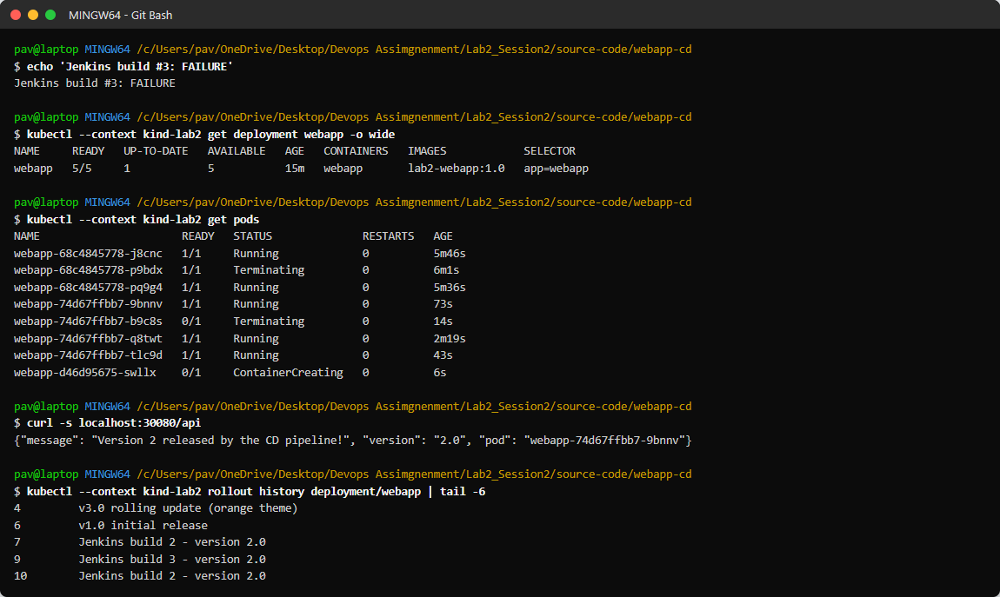 MINGW64 - Git Bash
pav@laptop MINGW64 /c/Users/pav/OneDrive/Desktop/Devops Assimgnenment/Lab2_Session2/source-code/webapp-cd
$ echo 'Jenkins build #3: FAILURE'
Jenkins build #3: FAILURE
pav@laptop MINGW64 /c/Users/pav/OneDrive/Desktop/Devops Assimgnenment/Lab2_Session2/source-code/webapp-cd
$ kubectl --context kind-lab2 get deployment webapp -o wide
NAME     READY   UP-TO-DATE   AVAILABLE   AGE   CONTAINERS   IMAGES            SELECTOR
webapp   5/5     1            5           15m   webapp       lab2-webapp:1.0   app=webapp
pav@laptop MINGW64 /c/Users/pav/OneDrive/Desktop/Devops Assimgnenment/Lab2_Session2/source-code/webapp-cd
$ kubectl --context kind-lab2 get pods
NAME                      READY   STATUS              RESTARTS   AGE
webapp-68c4845778-j8cnc   1/1     Running             0          5m46s
webapp-68c4845778-p9bdx   1/1     Terminating         0          6m1s
webapp-68c4845778-pq9g4   1/1     Running             0          5m36s
webapp-74d67ffbb7-9bnnv   1/1     Running             0          73s
webapp-74d67ffbb7-b9c8s   0/1     Terminating         0          14s
webapp-74d67ffbb7-q8twt   1/1     Running             0          2m19s
webapp-74d67ffbb7-tlc9d   1/1     Running             0          43s
webapp-d46d95675-swllx    0/1     ContainerCreating   0          6s
pav@laptop MINGW64 /c/Users/pav/OneDrive/Desktop/Devops Assimgnenment/Lab2_Session2/source-code/webapp-cd
$ curl -s localhost:30080/api
{"message": "Version 2 released by the CD pipeline!", "version": "2.0", "pod": "webapp-74d67ffbb7-9bnnv"}
pav@laptop MINGW64 /c/Users/pav/OneDrive/Desktop/Devops Assimgnenment/Lab2_Session2/source-code/webapp-cd
$ kubectl --context kind-lab2 rollout history deployment/webapp | tail -6
4         v3.0 rolling update (orange theme)
6         v1.0 initial release
7         Jenkins build 2 - version 2.0
9         Jenkins build 3 - version 2.0
10        Jenkins build 2 - version 2.0